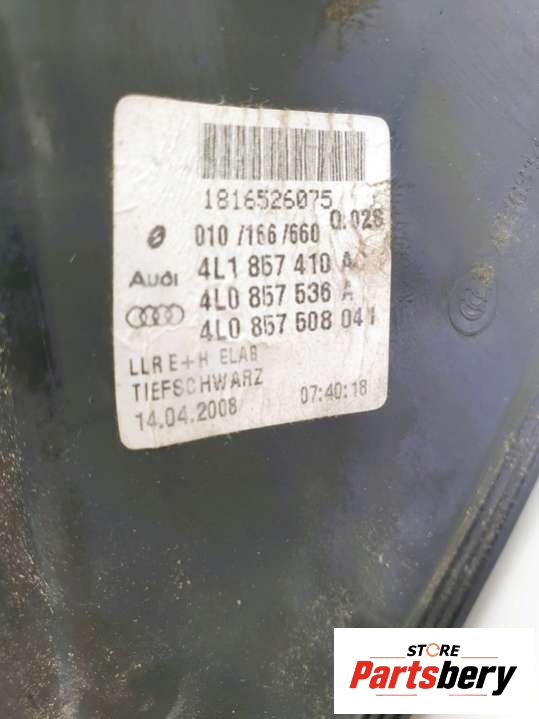 1816526075
010 /166/660 0.028
Audi 4L1 857 410
4L0 857 536 A
4L0 857 508 041
LLR E+H ELAB
TIEFSCHWARZ
14.04.2008 07:40:18
STORE
Partsbery